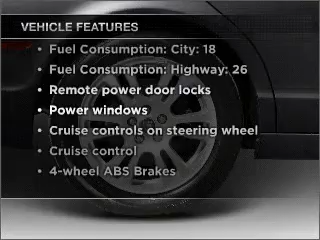 VEHICLE FEATURES
• Fuel Consumption: City: 18
• Fuel Consumption: Highway: 26
• Remote power door locks
• Power windows
• Cruise controls on steering wheel
• Cruise control
• 4-wheel ABS Brakes